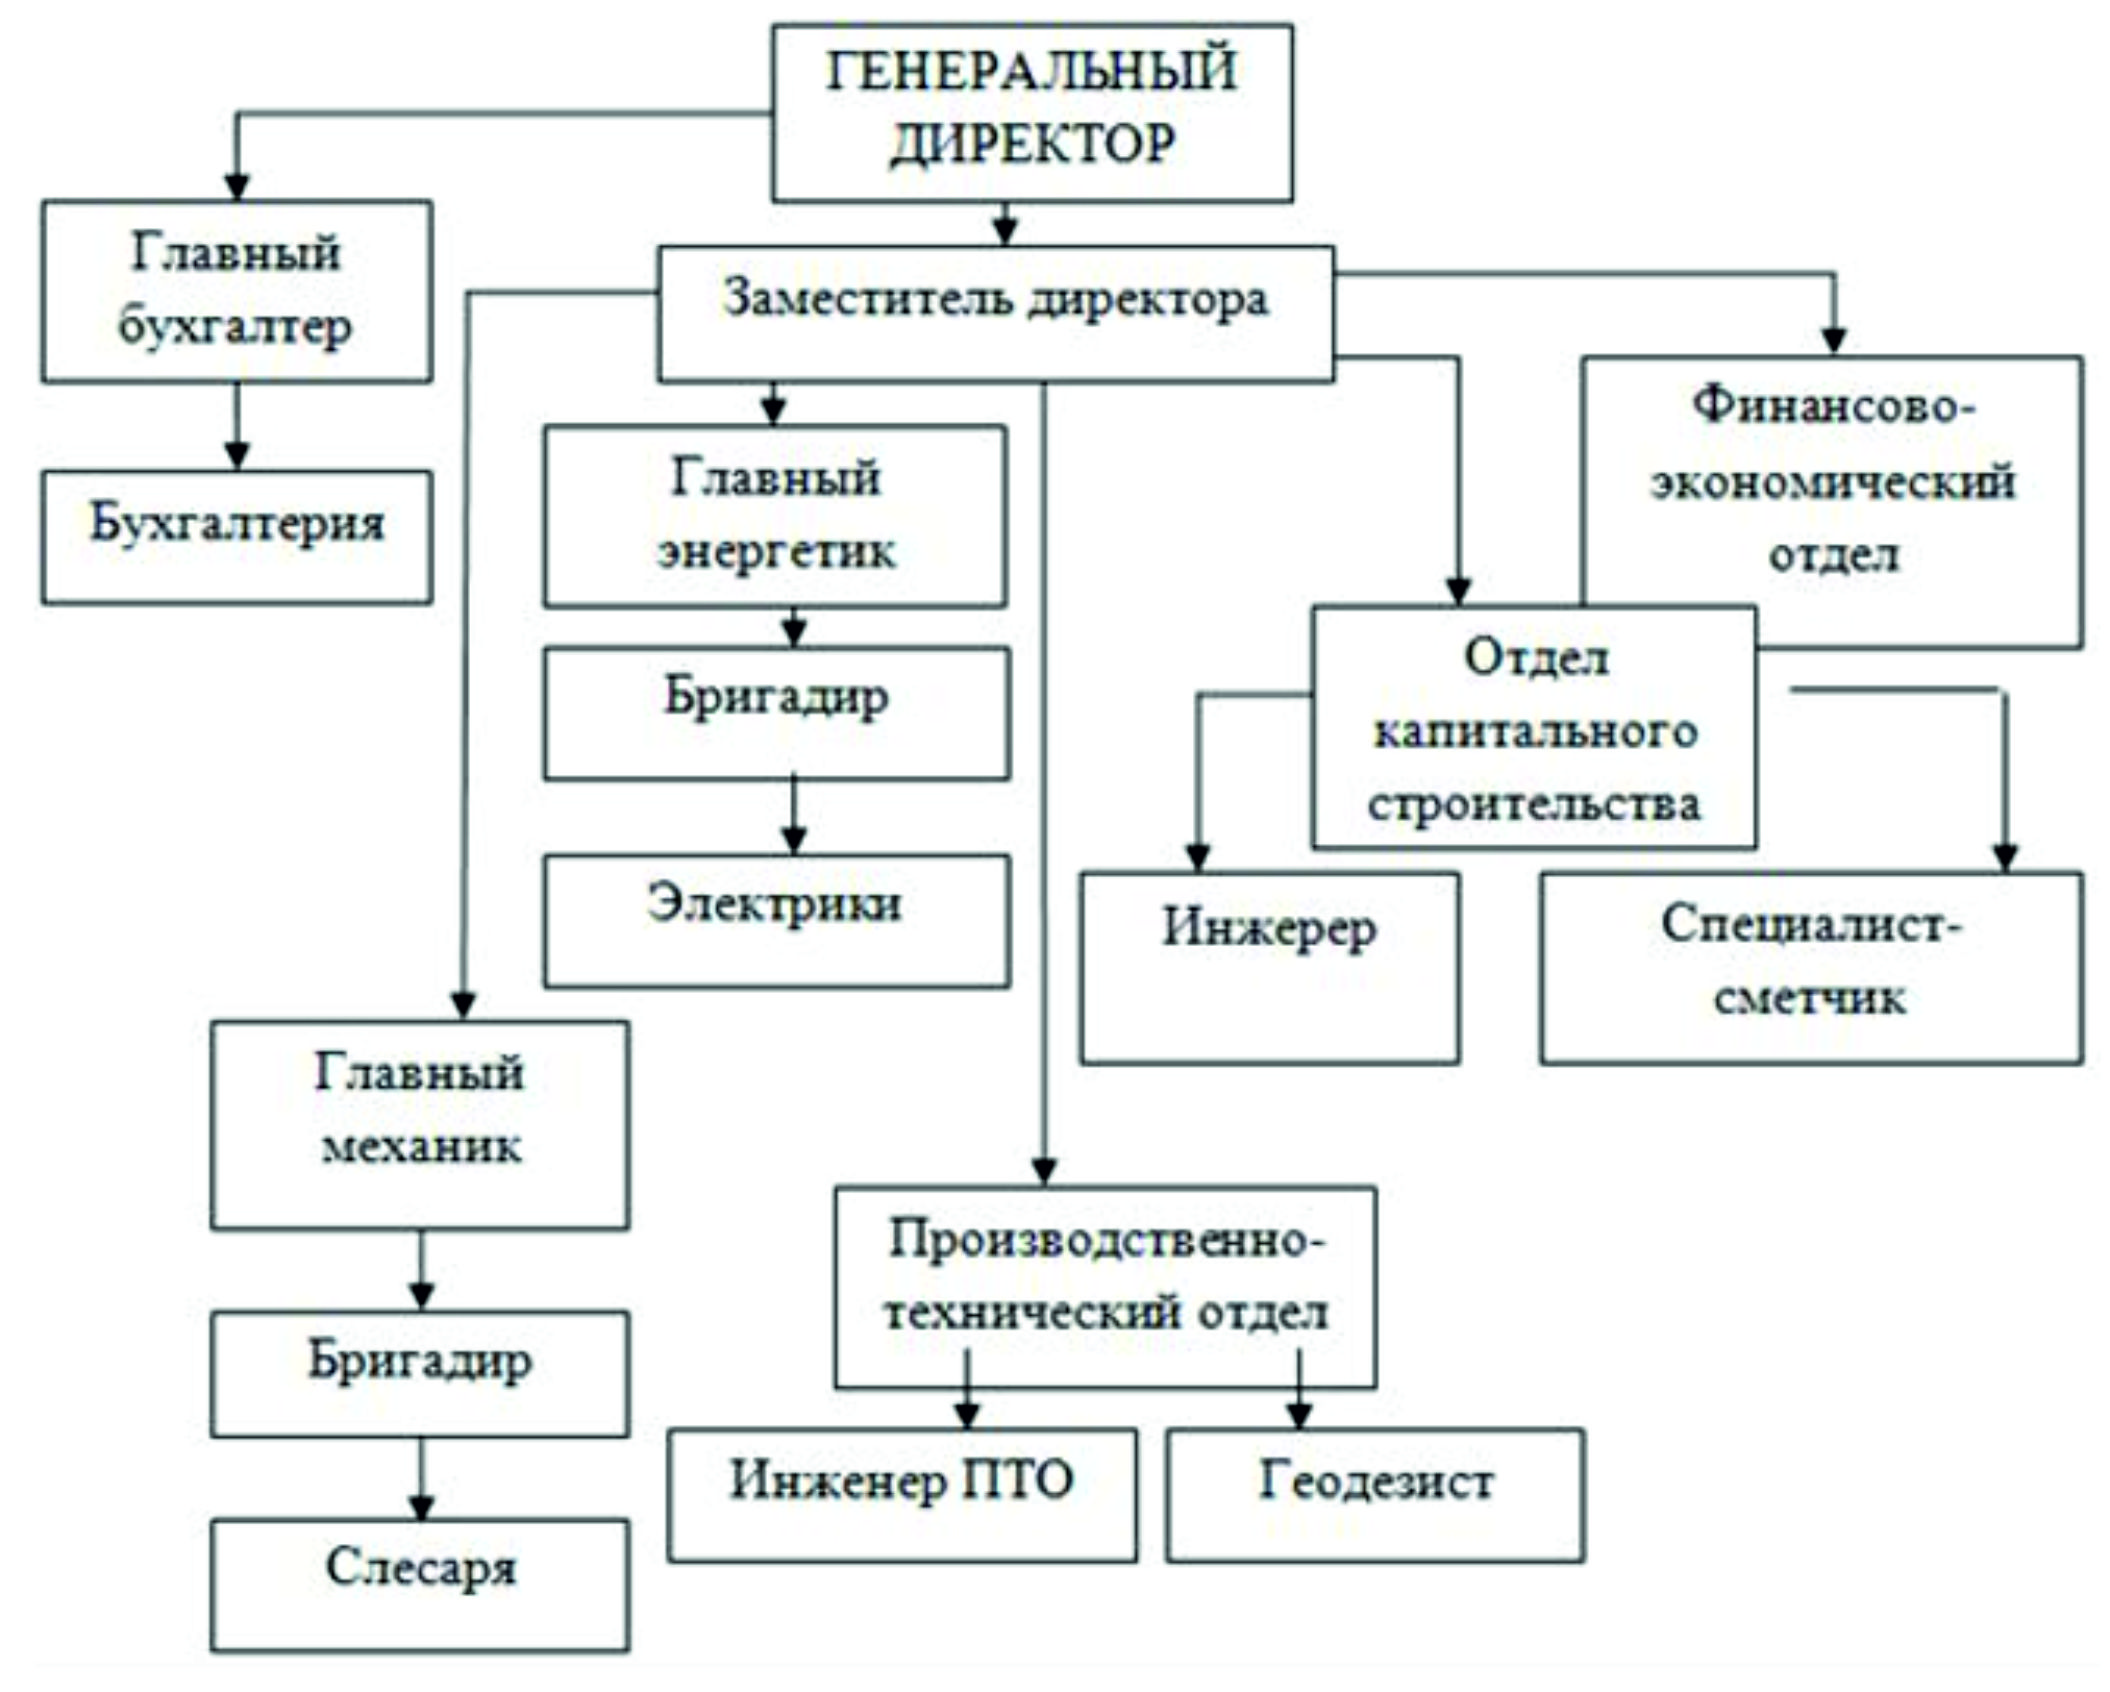 ГЕНЕРАЛЬНЫЙ
ДИРЕКТОР
Главный
бухгалтер
Заместитель директора
Финансово-
экономический
отдел
Бухгалтерия
Главный
энергетик
Бригадир
Отдел
капитального
строительства
Электрики
Инжерер
Специалист-
сметчик
Главный
механик
Производственно-
технический отдел
Бригадир
Инженер ПТО
Геодезист
Слесаря